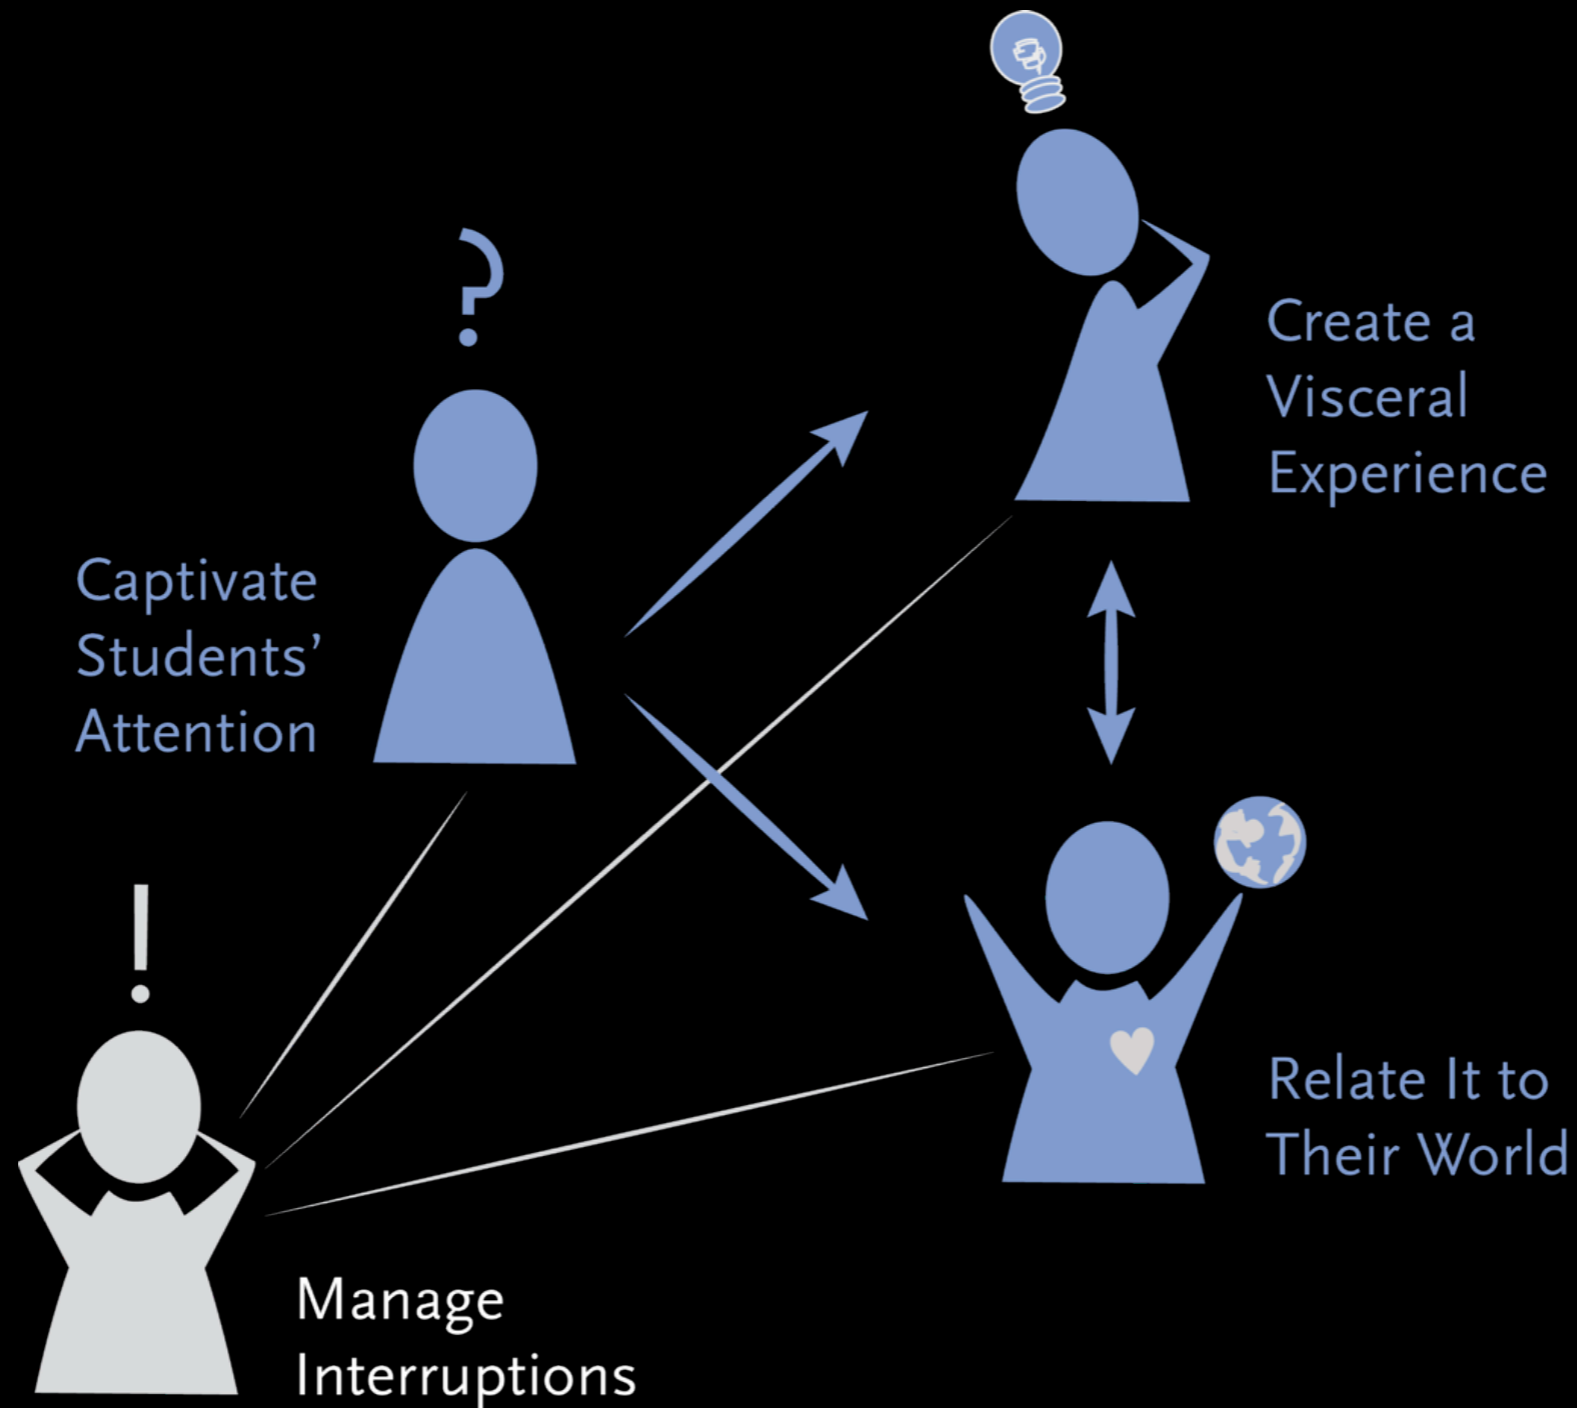 ?
Create a
Visceral
Experience
Captivate
Students’
Attention
!
Relate It to
Their World
Manage
Interruptions